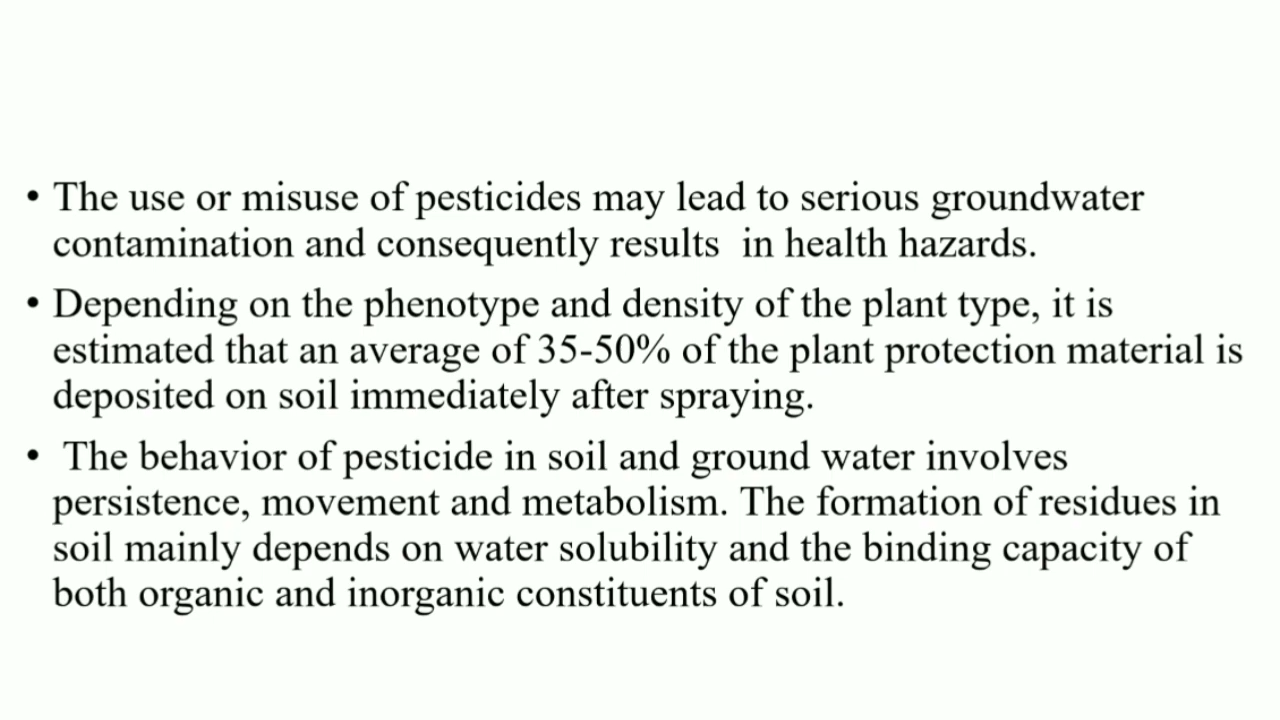 • The use or misuse of pesticides may lead to serious groundwater
contamination and consequently results  in health hazards.
• Depending on the phenotype and density of the plant type, it is
estimated that an average of 35-50% of the plant protection material is
deposited on soil immediately after spraying.
•  The behavior of pesticide in soil and ground water involves
persistence, movement and metabolism. The formation of residues in
soil mainly depends on water solubility and the binding capacity of
both organic and inorganic constituents of soil.